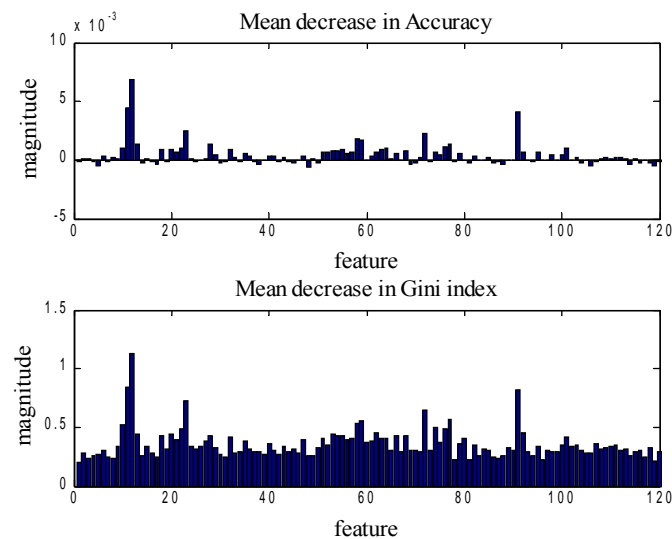 Mean decrease in Accuracy
x 10^-3
10
5
0
-5
magnitude
0 20 40 60 80 100 120
feature
Mean decrease in Gini index
1.5
1
0.5
0
magnitude
0 20 40 60 80 100 120
feature